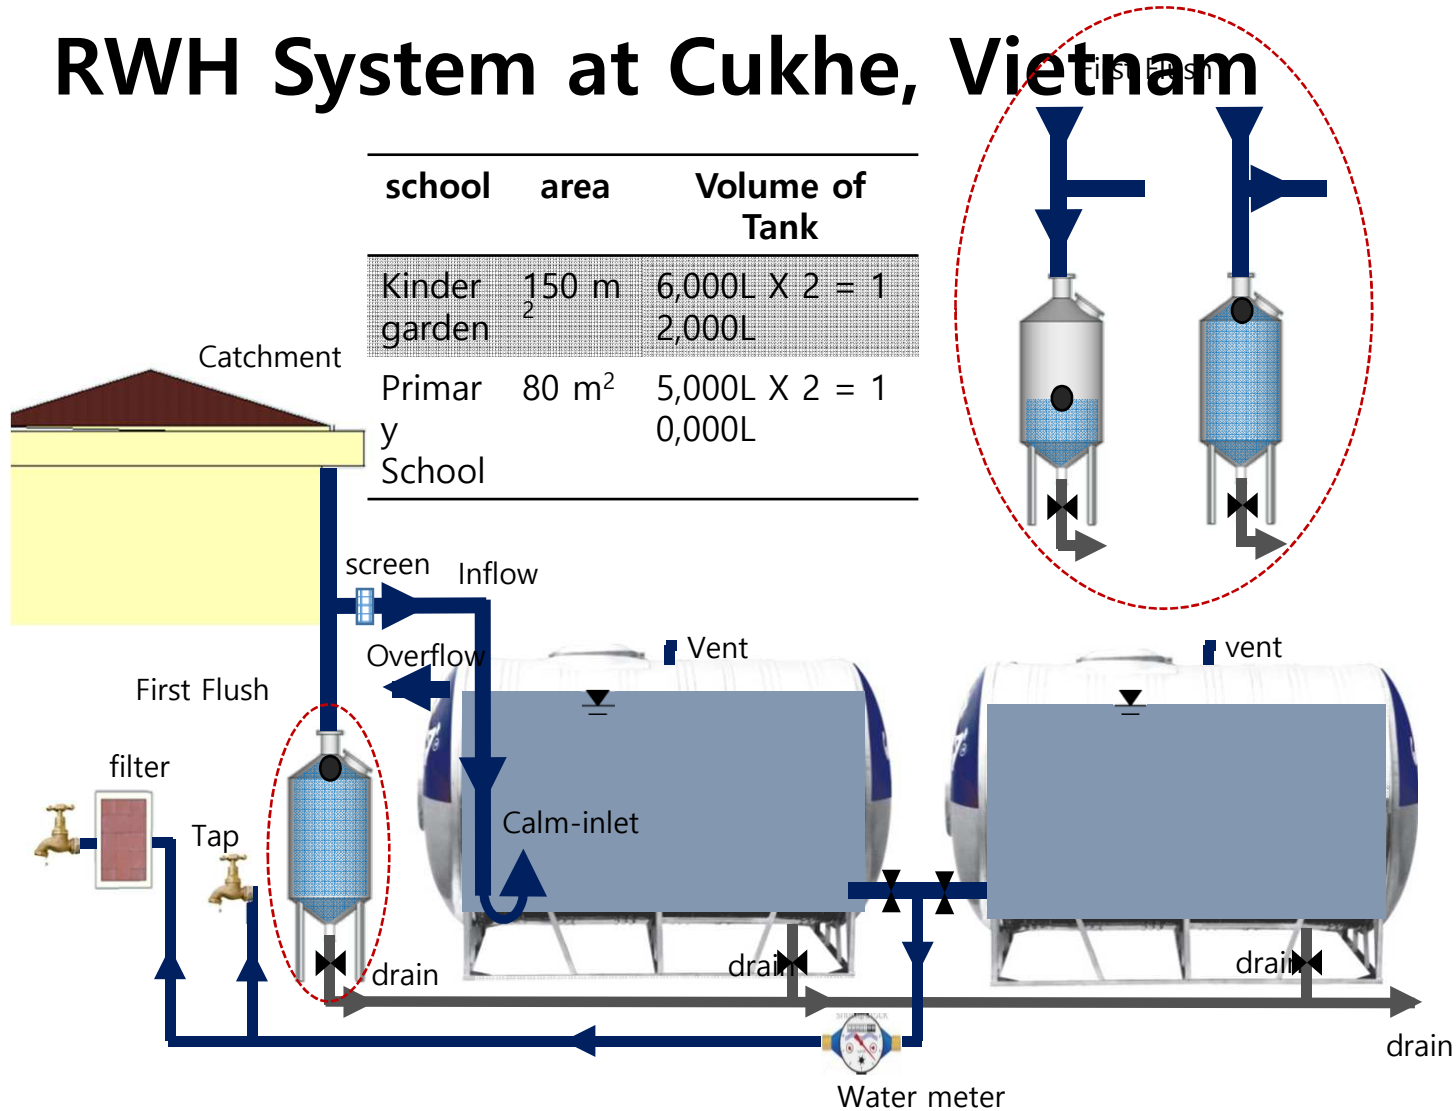 RWH System at Cukhe, Vietnam
First Flush
school area Volume of
Tank
Kinder 150 m 6,000L X 2 = 1
garden 2 2,000L
Primar 80 m² 5,000L X 2 = 1
y 0,000L
School
Catchment
screen
Inflow
Overflow
Vent
vent
First Flush
filter
Tap
Calm-inlet
drain
drain
drain
drain
Water meter